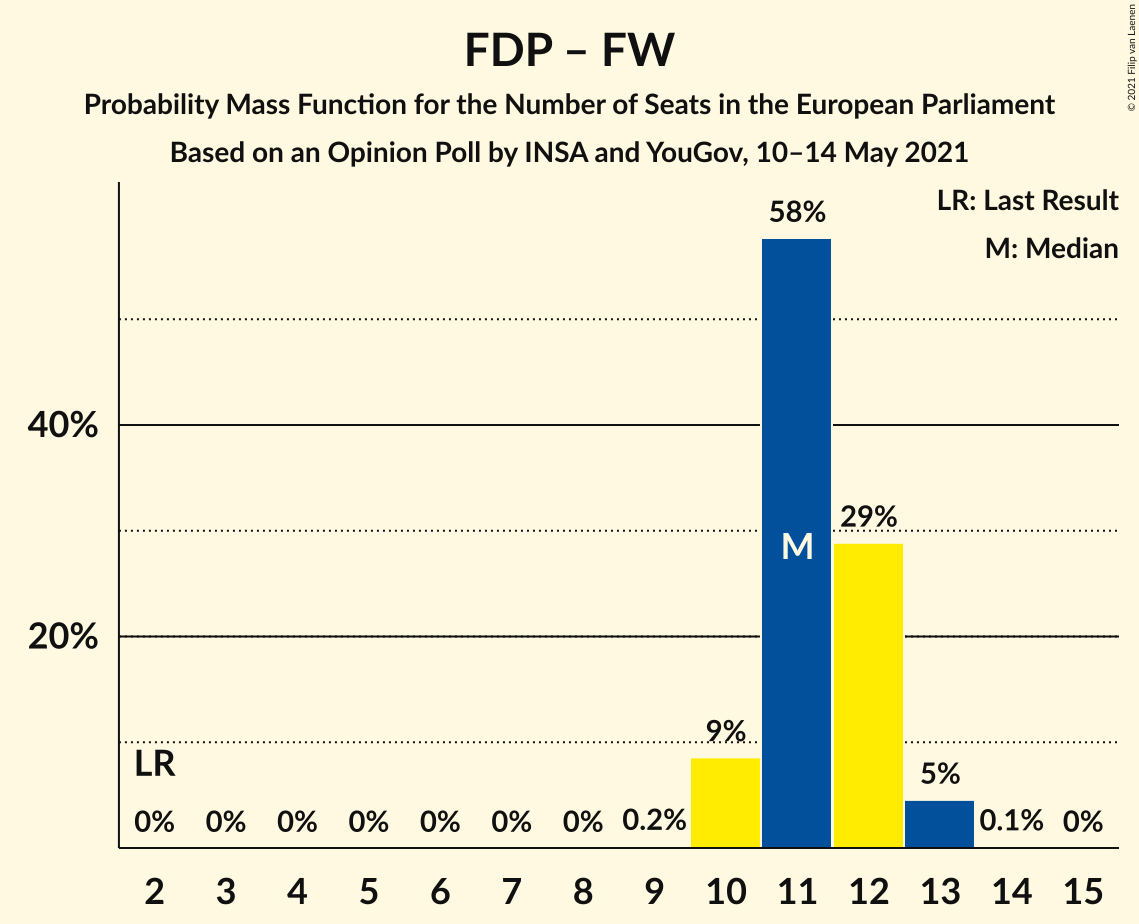 FDP – FW
Probability Mass Function for the Number of Seats in the European Parliament
Based on an Opinion Poll by INSA and YouGov, 10–14 May 2021
© 2021 Filip van Laenen
LR: Last Result
M: Median
58%
40%
M
29%
20%
9%
LR
5%
0% 0% 0% 0% 0% 0% 0% 0.2% 0.1% 0%
2 3 4 5 6 7 8 9 10 11 12 13 14 15